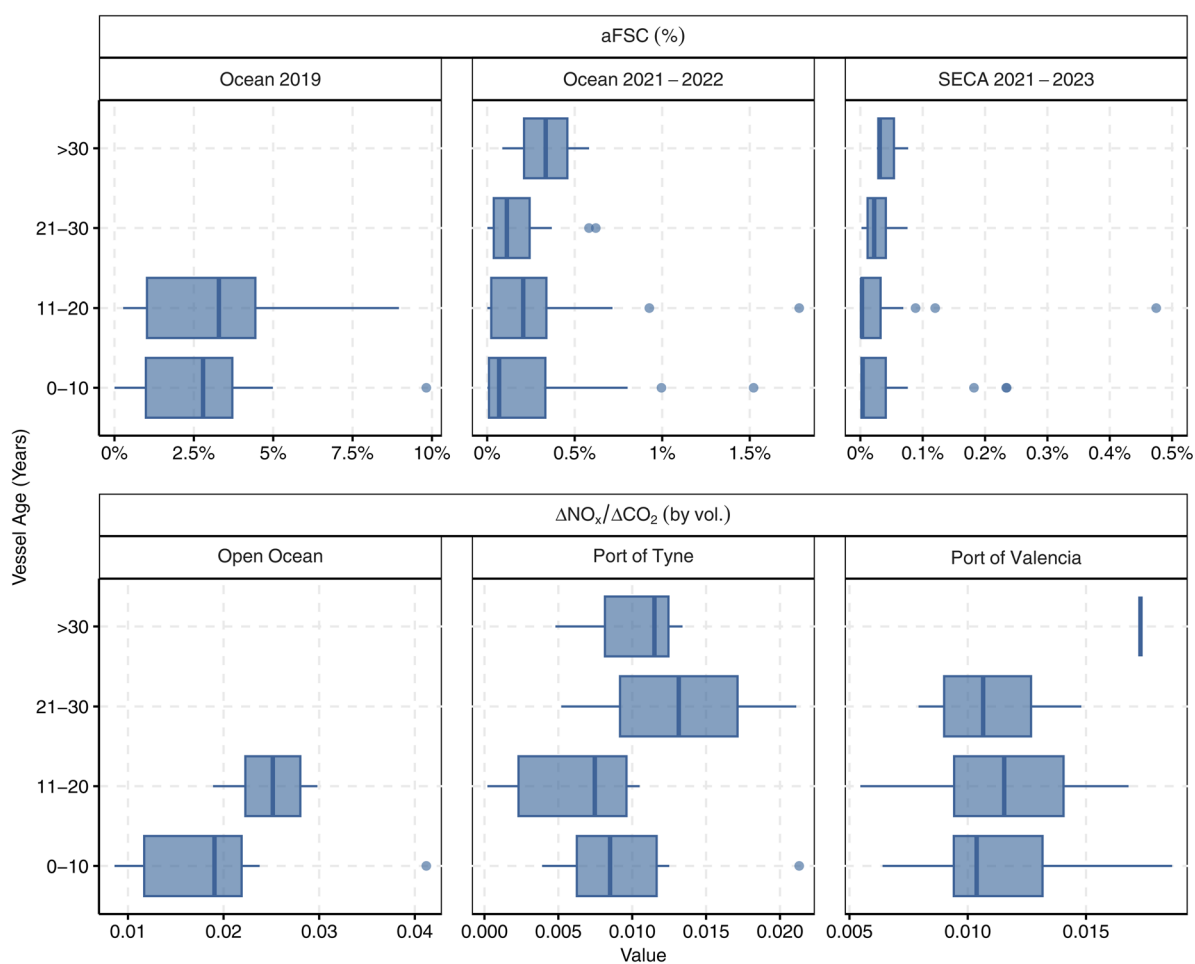 aFSC (%)
Ocean 2019
Ocean 2021 – 2022
SECA 2021 – 2023
>30
21–30
11–20
0–10
0% 2.5% 5% 7.5% 10%
0% 0.5% 1% 1.5%
0% 0.1% 0.2% 0.3% 0.4% 0.5%
Vessel Age (Years)
ΔNOₓ/ΔCO₂ (by vol.)
Open Ocean
Port of Tyne
Port of Valencia
>30
21–30
11–20
0–10
0.01 0.02 0.03 0.04
0.000 0.005 0.010 0.015 0.020
0.005 0.010 0.015
Value